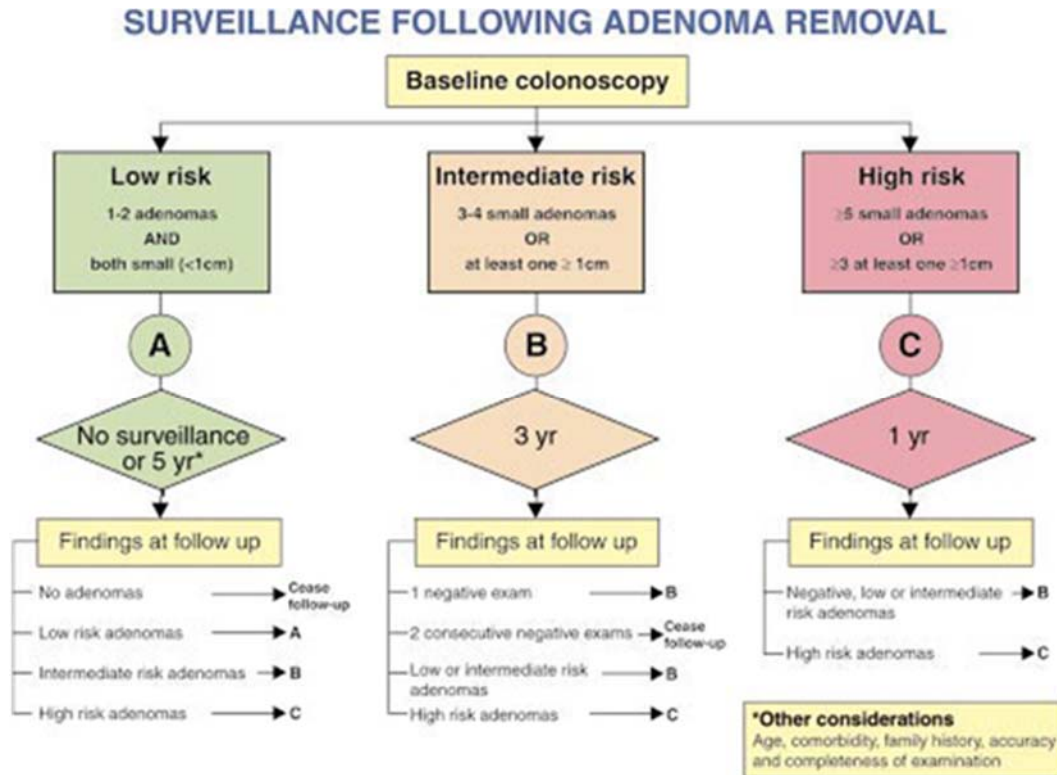 SURVEILLANCE FOLLOWING ADENOMA REMOVAL
Baseline colonoscopy
Low risk
1-2 adenomas
AND
both small (<1cm)
A
No surveillance
or 5 yr*
Findings at follow up
No adenomas
Cease
follow-up
Low risk adenomas
A
Intermediate risk adenomas
B
High risk adenomas
C
Intermediate risk
3-4 small adenomas
OR
at least one ≥ 1cm
B
3 yr
Findings at follow up
1 negative exam
B
2 consecutive negative exams
Cease
follow-up
Low or intermediate risk
adenomas
B
High risk adenomas
C
High risk
≥5 small adenomas
OR
≥3 at least one ≥1cm
C
1 yr
Findings at follow up
Negative, low or intermediate
risk adenomas
B
High risk adenomas
C
*Other considerations
Age, comorbidity, family history, accuracy
and completeness of examination